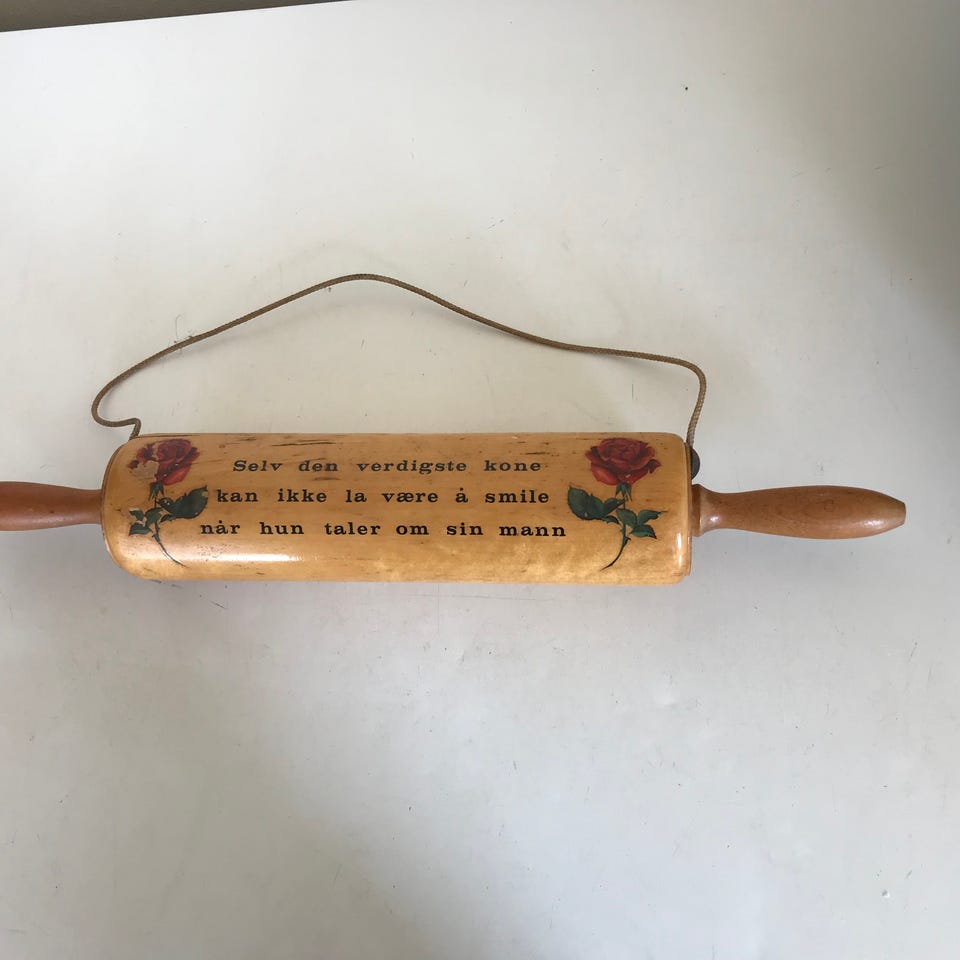 Selv den verdigste kone
kan ikke la være å smile
når hun taler om sin mann